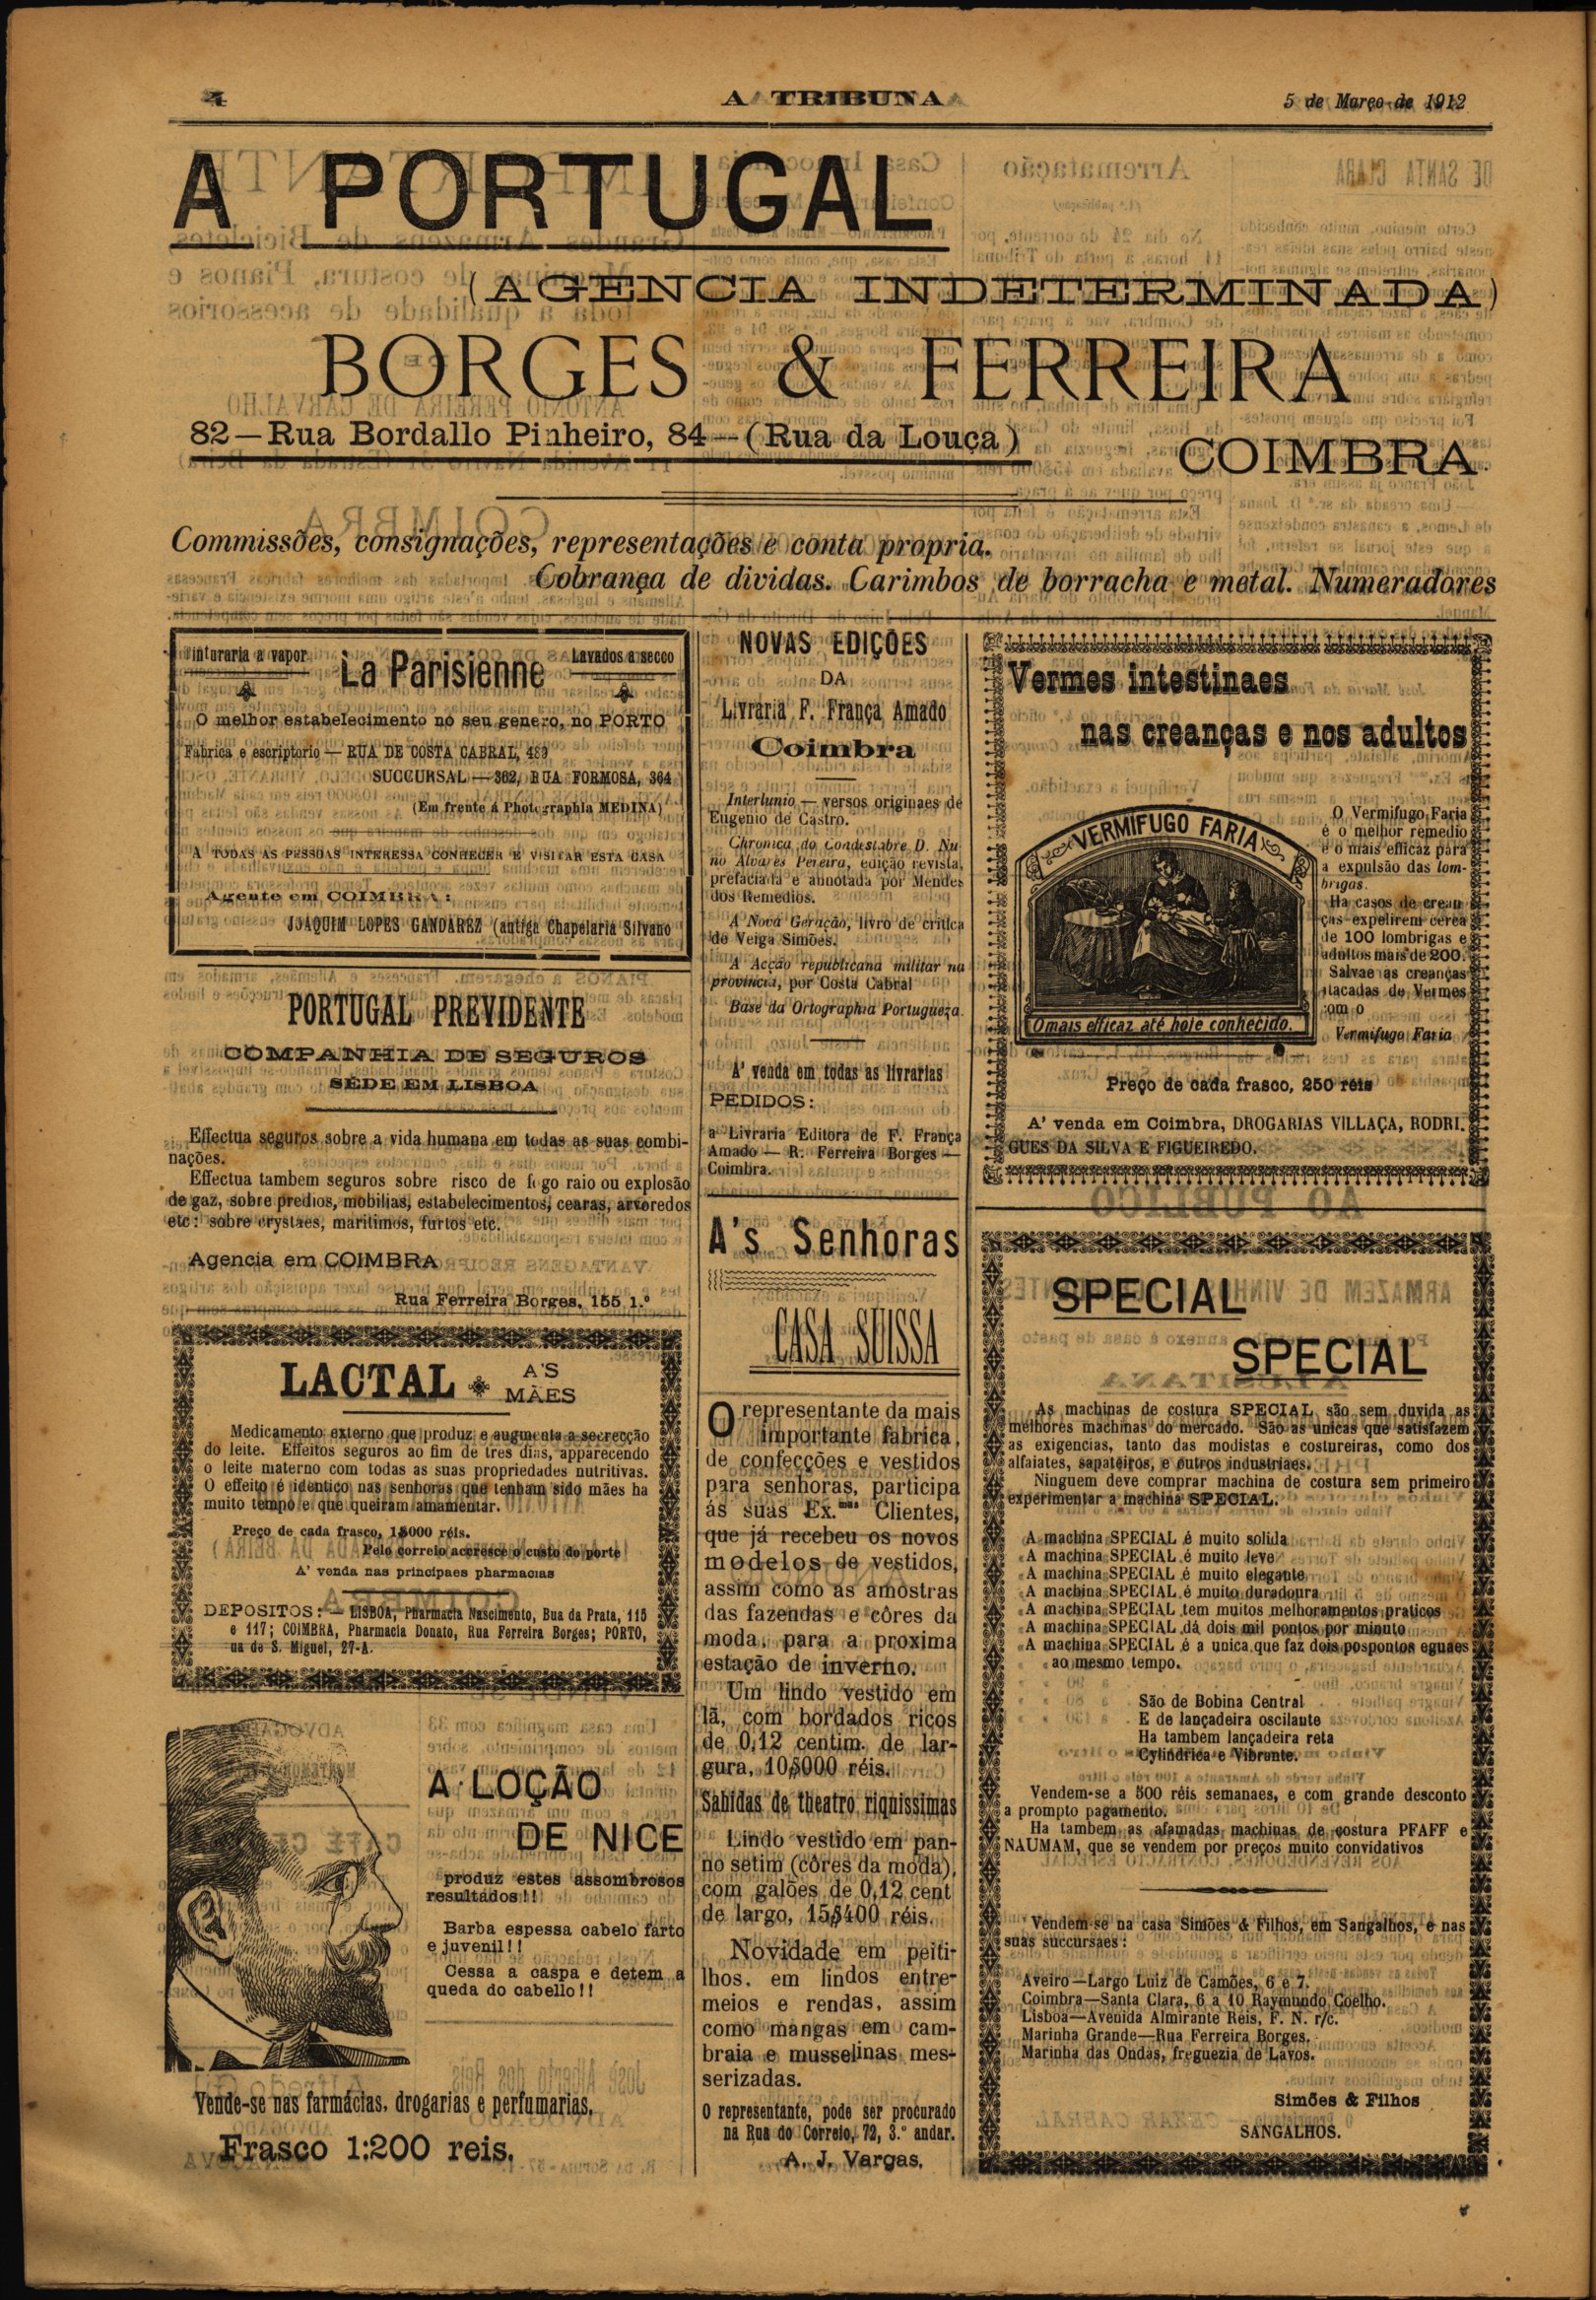 4
A TRIBUNA
5 de Março de 1912
A PORTUGAL
(AGENCIA INDETERMINADA)
BORGES & FERREIRA
82—Rua Bordallo Pinheiro, 84—(Rua da Louça)
COIMBRA
Commissões, consignações, representações e conta propria.
Cobrança de dividas. Carimbos de borracha e metal. Numeradores
Tinturaria a vapor
La Parisienne
Lavados a secco
O melhor estabelecimento no seu genero, no PORTO
Fabrica e escriptorio — RUA DE COSTA CABRAL, 483
SUCCURSAL — 362, RUA FORMOSA, 364
(Em frente á Photographia MEDINA)
A TODAS AS PESSOAS INTERESSA CONHECER E VISITAR ESTA CASA
Agente em COIMBRA:
JOAQUIM LOPES GANDAREZ (antiga Chapelaria Silvano
PORTUGAL PREVIDENTE
COMPANHIA DE SEGUROS
SÉDE EM LISBOA
Effectua seguros sobre a vida humana em todas as suas combi-
nações.
Effectua tambem seguros sobre risco de fogo raio ou explosão
de gaz, sobre predios, mobilias, estabelecimentos, cearas, arvoredos
etc: sobre crystaes, maritimos, furtos etc.
Agencia em COIMBRA
Rua Ferreira Borges, 155 1.º
LACTAL
A'S
MÃES
Medicamento externo que produz e augmenta a secrecção
do leite. Effeitos seguros ao fim de tres dias, apparecendo
o leite materno com todas as suas propriedades nutritivas.
O effeito é identico nas senhoras que tenham sido mães ha
muito tempo e que queiram amamentar.
Preço de cada frasco, 1$000 réis.
Pelo correio accresce o custo do porte
A' venda nas principaes pharmacias
DEPOSITOS: — LISBOA, Pharmacia Nascimento, Rua da Prata, 115
e 117; COIMBRA, Pharmacia Donato, Rua Ferreira Borges; PORTO,
ua de S. Miguel, 27-A.
A LOÇÃO
DE NICE
produz estes assombrosos
resultados!!
Barba espessa cabelo farto
e juvenil!!
Cessa a caspa e detem a
queda do cabello!!
Vende-se nas farmácias, drogarias e perfumarias.
Frasco 1:200 reis.
NOVAS EDIÇÕES
DA
Livraria F. França Amado
Coimbra
Interlunio — versos originaes de
Eugenio de Castro.
Chronica do Condestabre D. Nu-
no Alvares Pereira, edição revista,
prefaciada e annotada por Mendes
dos Remedios.
A Nova Geração, livro de critica
de Veiga Simões.
A Acção republicana militar na
provincia, por Costa Cabral
Base da Ortographia Portugueza.
A' venda em todas as livrarias
PEDIDOS:
a Livraria Editora de F. França
Amado — R. Ferreira Borges —
Coimbra.
A's Senhoras
CASA SUISSA
O representante da mais
importante fabrica,
de confecções e vestidos
para senhoras, participa
ás suas Ex.mas Clientes,
que já recebeu os novos
modelos de vestidos,
assim como as amostras
das fazendas e côres da
moda, para a proxima
estação de inverno.
Um lindo vestido em
lã, com bordados ricos
de 0,12 centim. de lar-
gura, 10$000 réis.
Sahidas de theatro riquissimas
Lindo vestido em pan-
no setim (côres da moda),
com galões de 0,12 cent
de largo, 15$400 réis.
Novidade em peiti-
lhos, em lindos entre-
meios e rendas, assim
como mangas em cam-
braia e musselinas mes-
serizadas.
O representante, pode ser procurado
na Rua do Correio, 72, 3.º andar.
A. J. Vargas.
Vermes intestinaes
nas creanças e nos adultos
VERMIFUGO FARIA
O mais efficaz até hoje conhecido.
O Vermifugo Faria
é o melhor remedio
e o mais efficaz para
a expulsão das lom-
brigas.
Ha casos de crean
ças expelirem cerca
de 100 lombrigas e
adultos mais de 200.
Salvae as creanças
atacadas de Vermes
com o
Vermifugo Faria
Preço de cada frasco, 250 réis
A' venda em Coimbra, DROGARIAS VILLAÇA, RODRI.
GUES DA SILVA E FIGUEIREDO.
SPECIAL
SPECIAL
As machinas de costura SPECIAL são sem duvida as
melhores machinas do mercado. São as unicas que satisfazem
as exigencias, tanto das modistas e costureiras, como dos
alfaiates, sapateiros, e outros industriaes.
Ninguem deve comprar machina de costura sem primeiro
experimentar a machina SPECIAL.
A machina SPECIAL é muito solida
A machina SPECIAL é muito leve
A machina SPECIAL é muito elegante
A machina SPECIAL é muito duradoura
A machina SPECIAL tem muitos melhoramentos praticos
A machina SPECIAL dá dois mil pontos por minuto
A machina SPECIAL é a unica que faz dois pospontos eguaes
ao mesmo tempo.
São de Bobina Central
E de lançadeira oscilante
Ha tambem lançadeira reta
Cylindrica e Vibrante.
Vendem-se a 500 réis semanaes, e com grande desconto
a prompto pagamento.
Ha tambem as afamadas machinas de costura PFAFF e
NAUMAM, que se vendem por preços muito convidativos
Vendem-se na casa Simões & Filhos, em Sangalhos, e nas
suas succursaes:
Aveiro—Largo Luiz de Camões, 6 e 7.
Coimbra—Santa Clara, 6 a 10 Raymundo Coelho.
Lisboa—Avenida Almirante Reis, F. N. r/c.
Marinha Grande—Rua Ferreira Borges.
Marinha das Ondas, freguezia de Lavos.
Simões & Filhos
SANGALHOS.